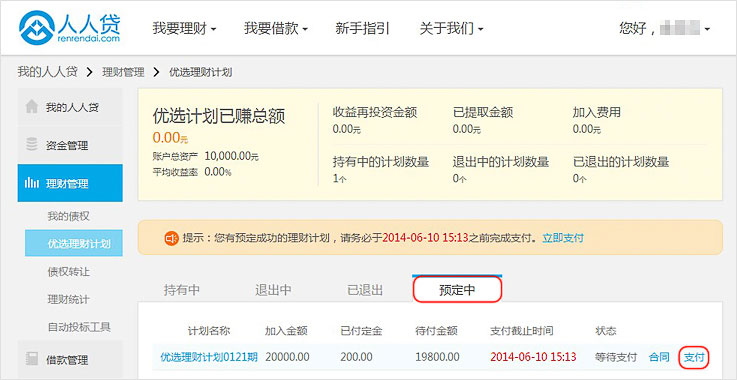 人人贷 我要理财 我要借款 新手指引 关于我们 您好，
renrendai.com
我的人人贷 理财管理 优选理财计划
我的人人贷
资金管理
理财管理
我的债权
优选理财计划
债权转让
理财统计
自动投标工具
借款管理
优选计划已赚总额
0.00元
账户总资产 10,000.00元
平均收益率 0.00%
收益再投资金额 已提取金额 加入费用
0.00元 0.00元 0.00元
持有中的计划数量 退出中的计划数量 已退出的计划数量
1个 0个 0个
提示：您有预定成功的理财计划，请务必于2014-06-10 15:13之前完成支付。立即支付
持有中 退出中 已退出 预定中
计划名称 加入金额 已付定金 待付金额 支付截止时间 状态
优选理财计划0121期 20000.00 200.00 19800.00 2014-06-10 15:13 等待支付 合同 支付